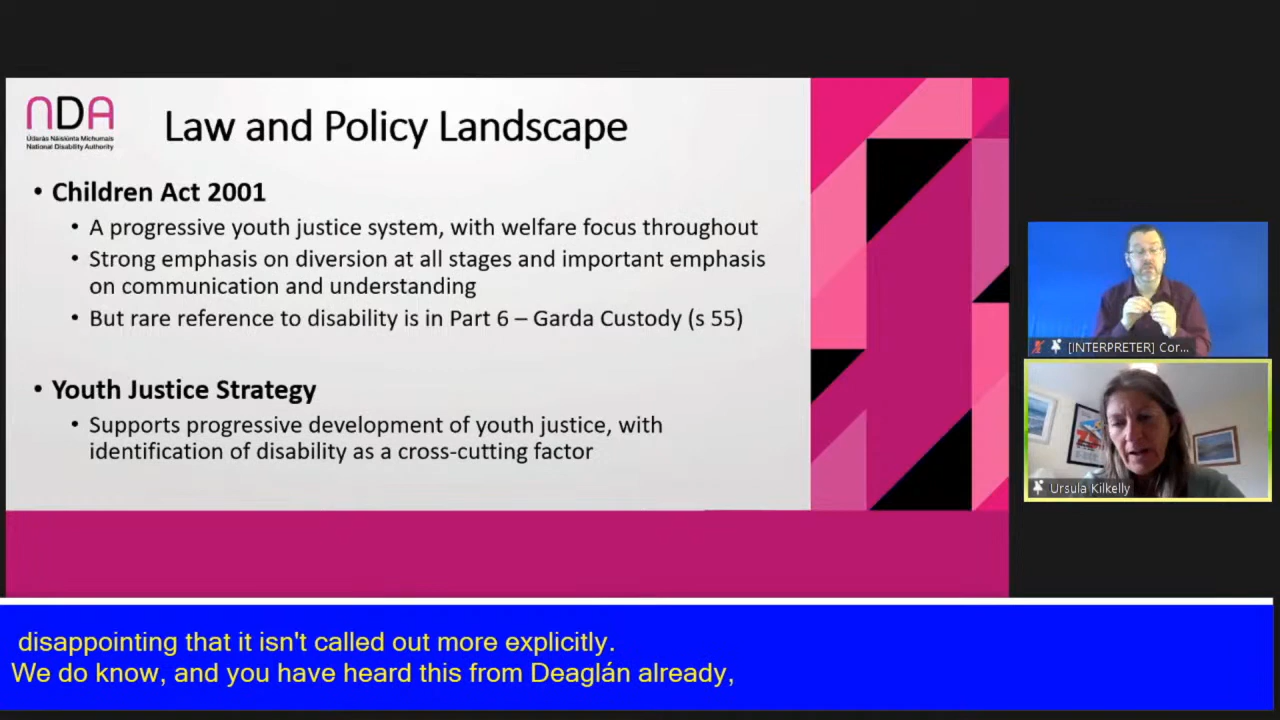 NDA
Údarás Náisiúnta Míchumais
National Disability Authority
Law and Policy Landscape
• Children Act 2001
• A progressive youth justice system, with welfare focus throughout
• Strong emphasis on diversion at all stages and important emphasis
on communication and understanding
• But rare reference to disability is in Part 6 – Garda Custody (s 55)
• Youth Justice Strategy
• Supports progressive development of youth justice, with
identification of disability as a cross-cutting factor
[INTERPRETER] Cor...
Ursula Kilkelly
disappointing that it isn't called out more explicitly.
We do know, and you have heard this from Deaglán already,